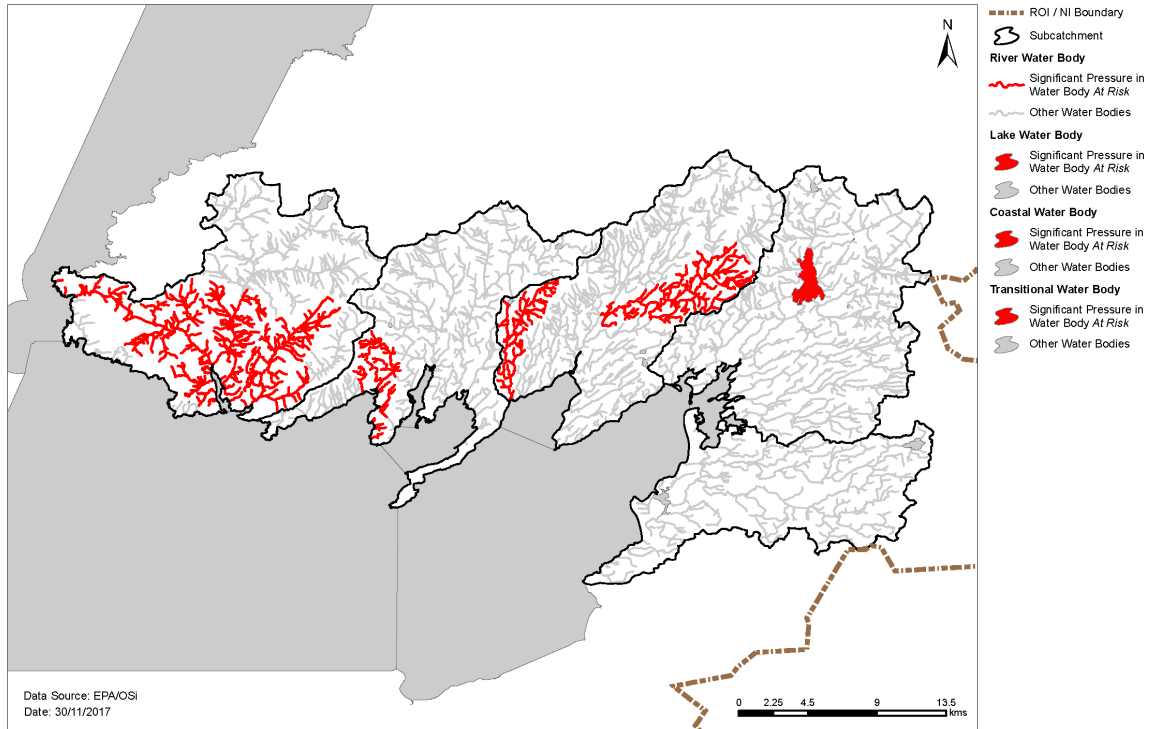 N
ROI / NI Boundary
Subcatchment
River Water Body
Significant Pressure in
Water Body At Risk
Other Water Bodies
Lake Water Body
Significant Pressure in
Water Body At Risk
Other Water Bodies
Coastal Water Body
Significant Pressure in
Water Body At Risk
Other Water Bodies
Transitional Water Body
Significant Pressure in
Water Body At Risk
Other Water Bodies
Data Source: EPA/OSi
Date: 30/11/2017
0 2.25 4.5 9 13.5
kms